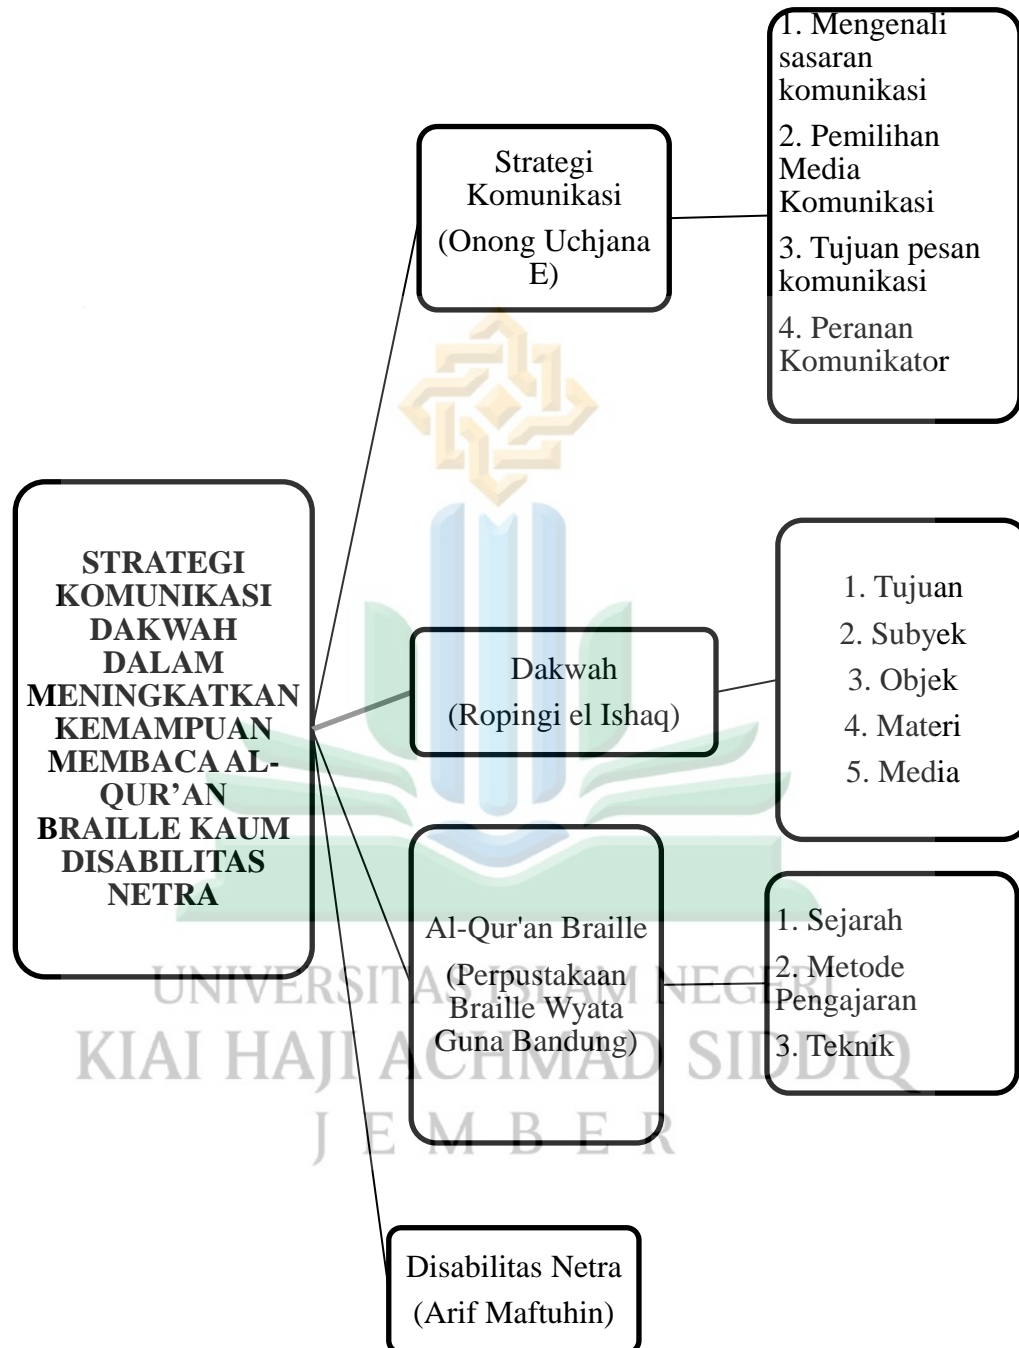 STRATEGI
KOMUNIKASI
DAKWAH
DALAM
MENINGKATKAN
KEMAMPUAN
MEMBACA AL-
QUR’AN
BRAILLE KAUM
DISABILITAS
NETRA
Strategi
Komunikasi
(Onong Uchjana
E)
1. Mengenali
sasaran
komunikasi
2. Pemilihan
Media
Komunikasi
3. Tujuan pesan
komunikasi
4. Peranan
Komunikator
Dakwah
(Ropingi el Ishaq)
1. Tujuan
2. Subyek
3. Objek
4. Materi
5. Media
Al-Qur'an Braille
(Perpustakaan
Braille Wyata
Guna Bandung)
1. Sejarah
2. Metode
Pengajaran
3. Teknik
Disabilitas Netra
(Arif Maftuhin)
UNIVERSITAS ISLAM NEGERI
KIAI HAJI ACHMAD SIDDIQ
JEMBER